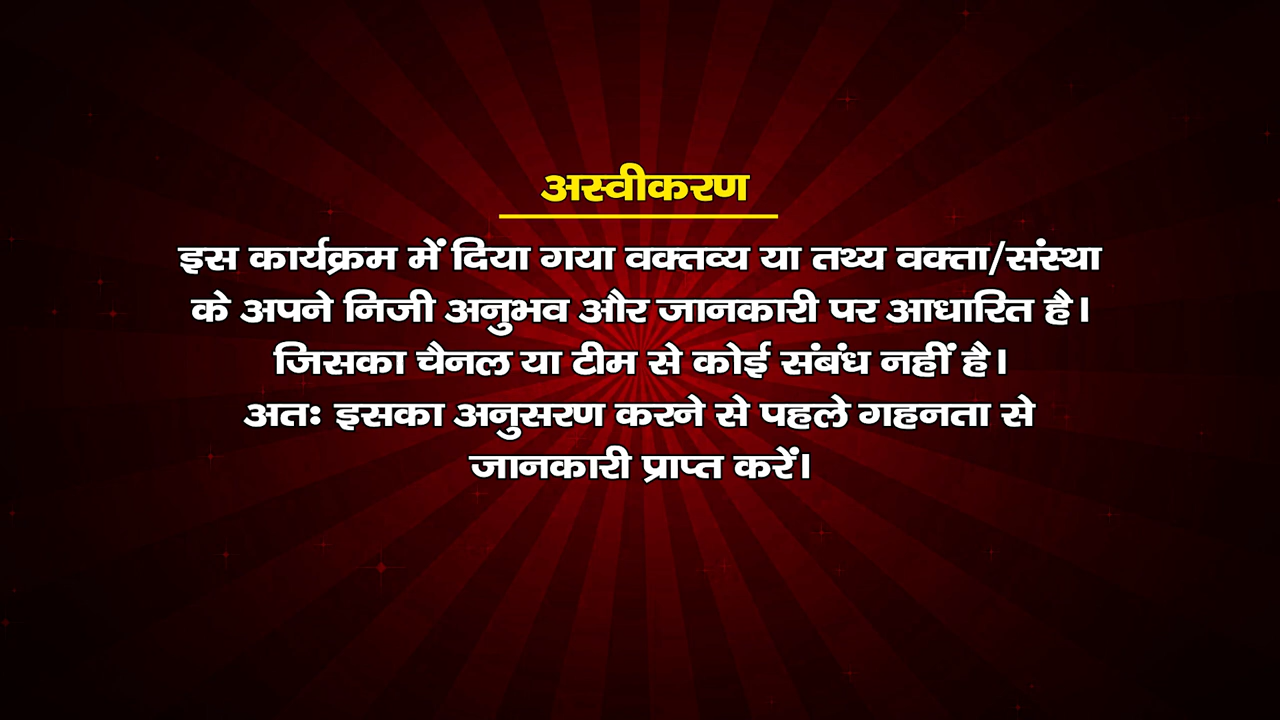 अस्वीकरण
इस कार्यक्रम में दिया गया वक्तव्य या तथ्य वक्ता/संस्था
के अपने निजी अनुभव और जानकारी पर आधारित है।
जिसका चैनल या टीम से कोई संबंध नहीं है।
अतः इसका अनुसरण करने से पहले गहनता से
जानकारी प्राप्त करें।